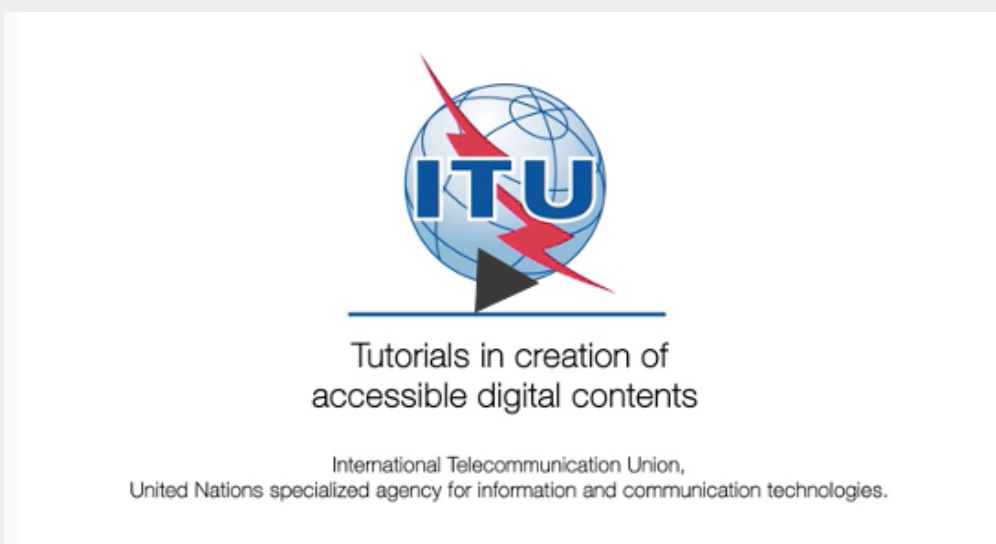 ITU
Tutorials in creation of
accessible digital contents
International Telecommunication Union,
United Nations specialized agency for information and communication technologies.